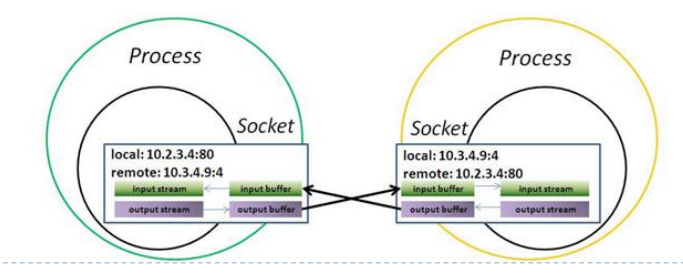 Process
Socket
local: 10.2.3.4:80
remote: 10.3.4.9:4
input stream
input buffer
output stream
output buffer
Process
Socket
local: 10.3.4.9:4
remote: 10.2.3.4:80
input buffer
input stream
output buffer
output stream